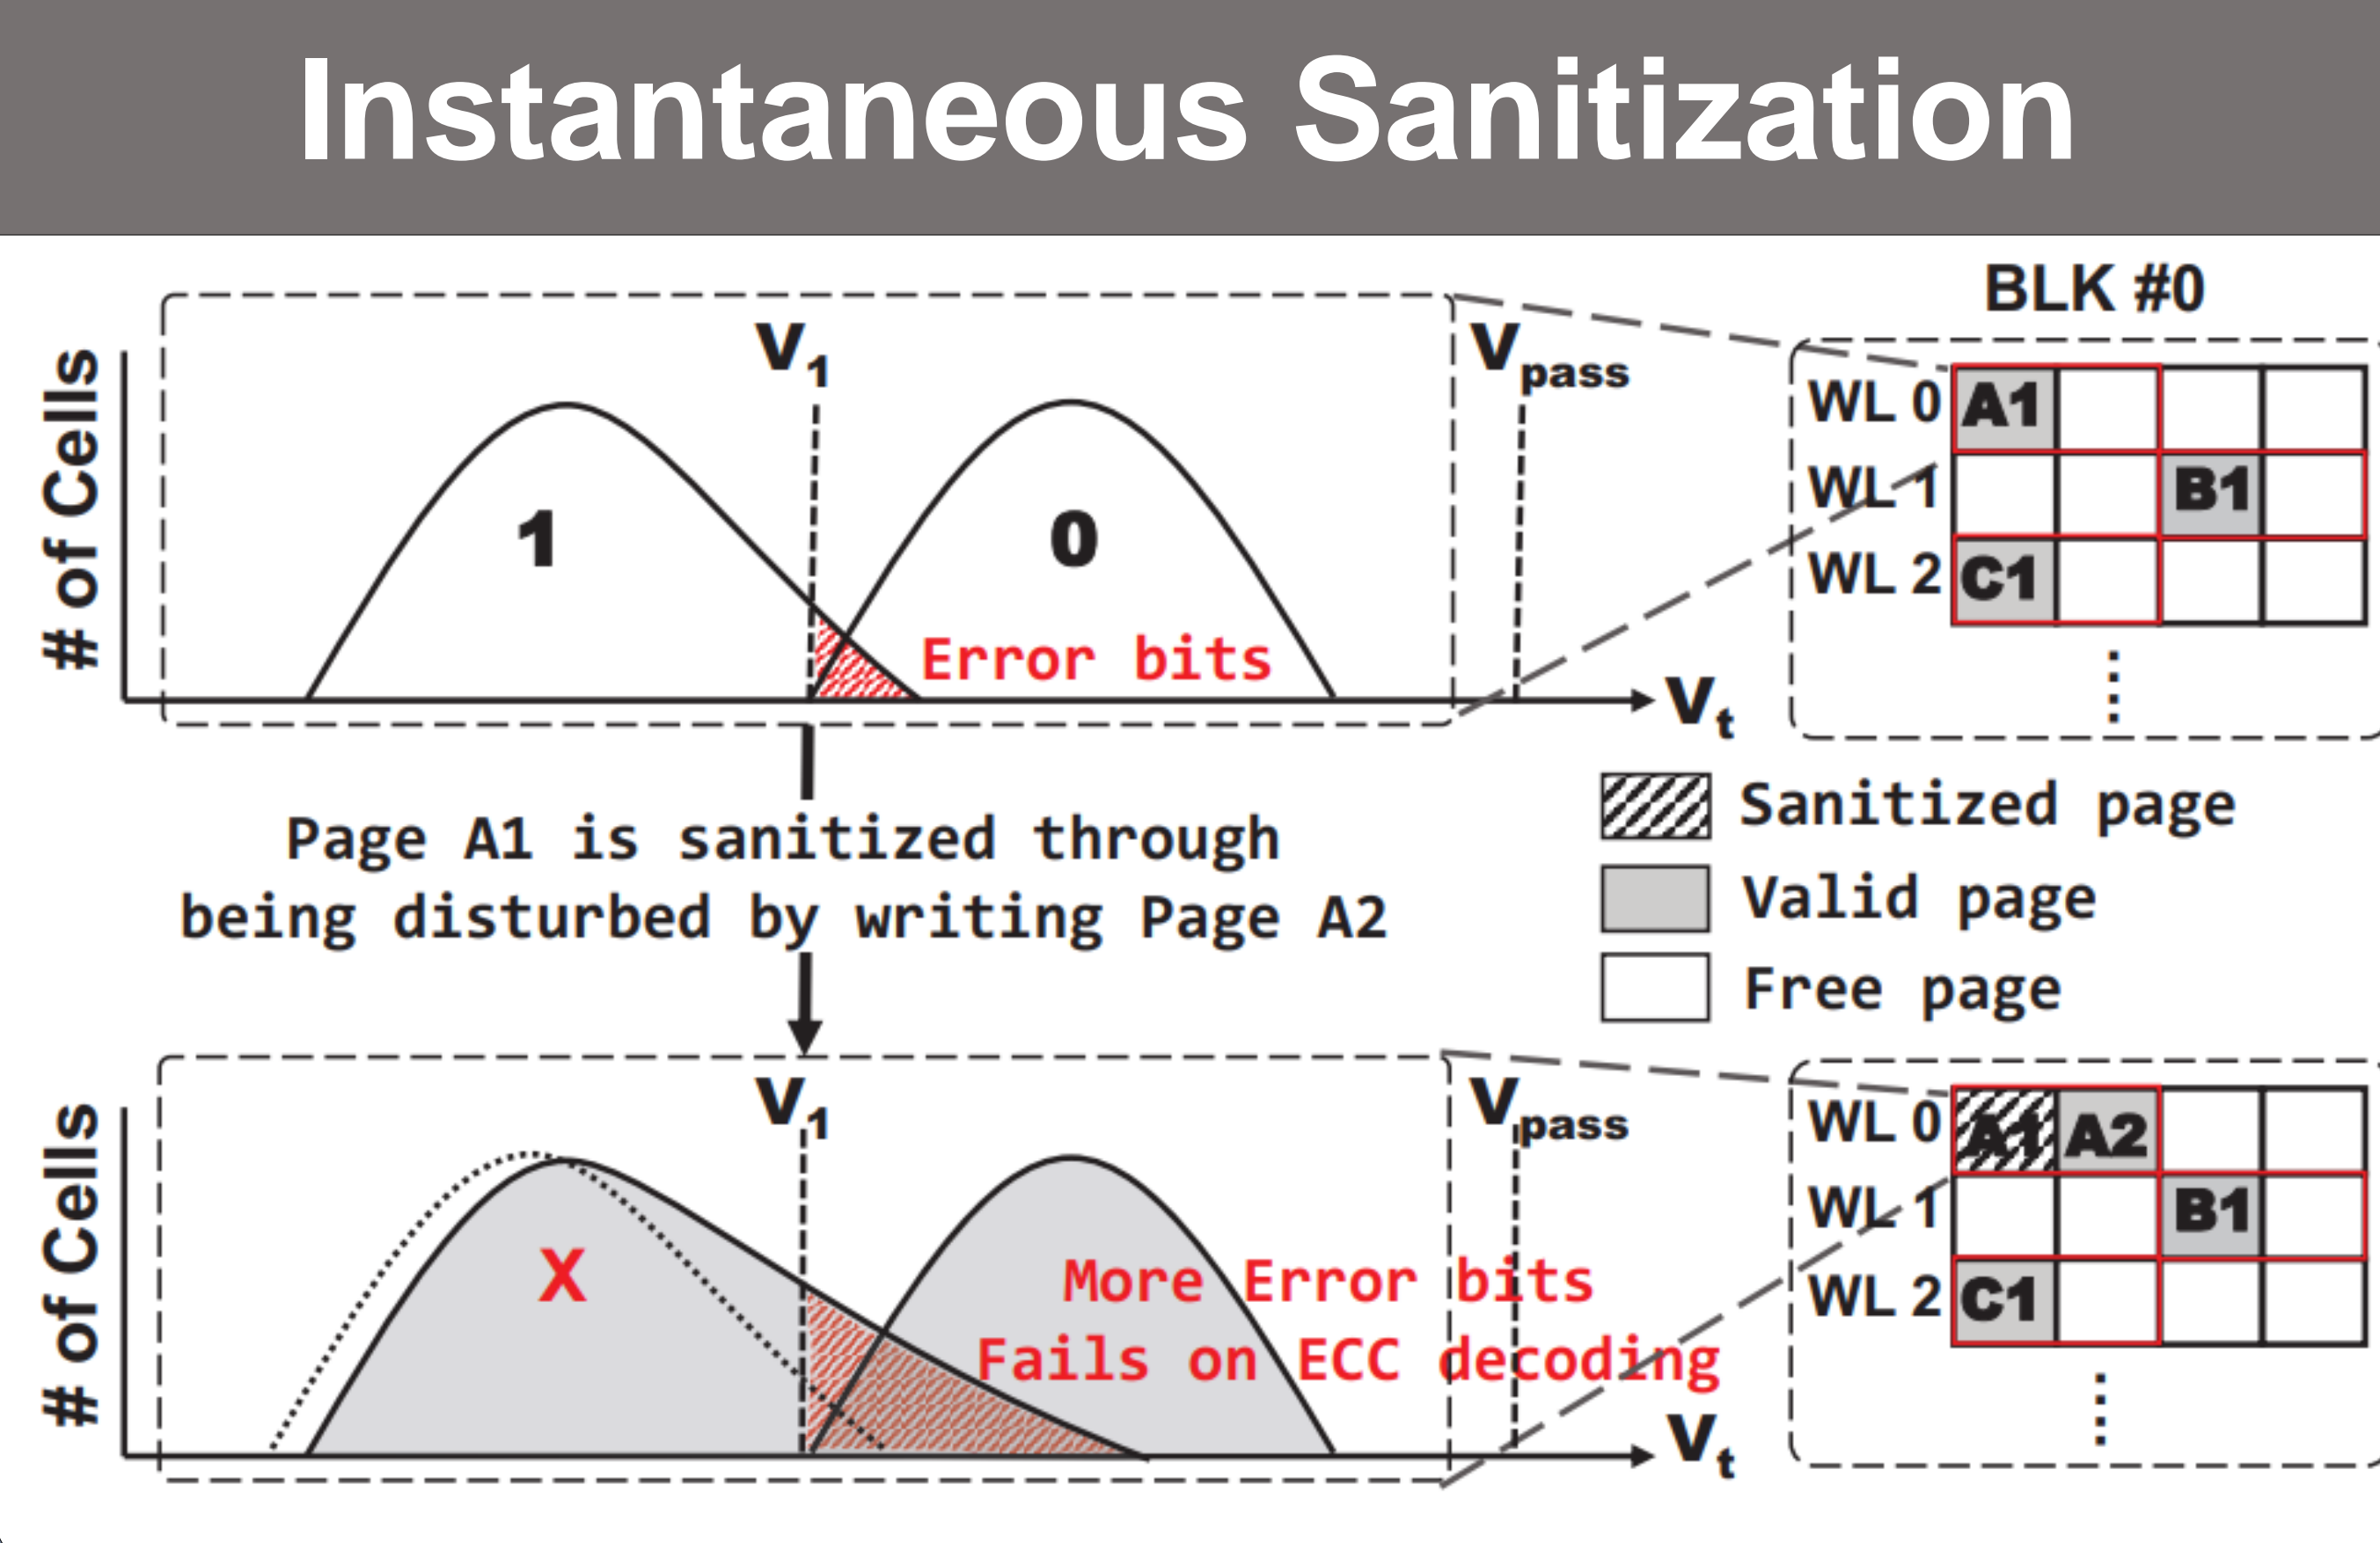 Instantaneous Sanitization
BLK #0
# of Cells
V1
Vpass
1
0
Error bits
Vt
WL 0
A1
WL 1
B1
WL 2
C1
Page A1 is sanitized through
being disturbed by writing Page A2
Sanitized page
Valid page
Free page
# of Cells
V1
Vpass
X
More Error bits
Fails on ECC decoding
Vt
WL 0
A1
A2
WL 1
B1
WL 2
C1